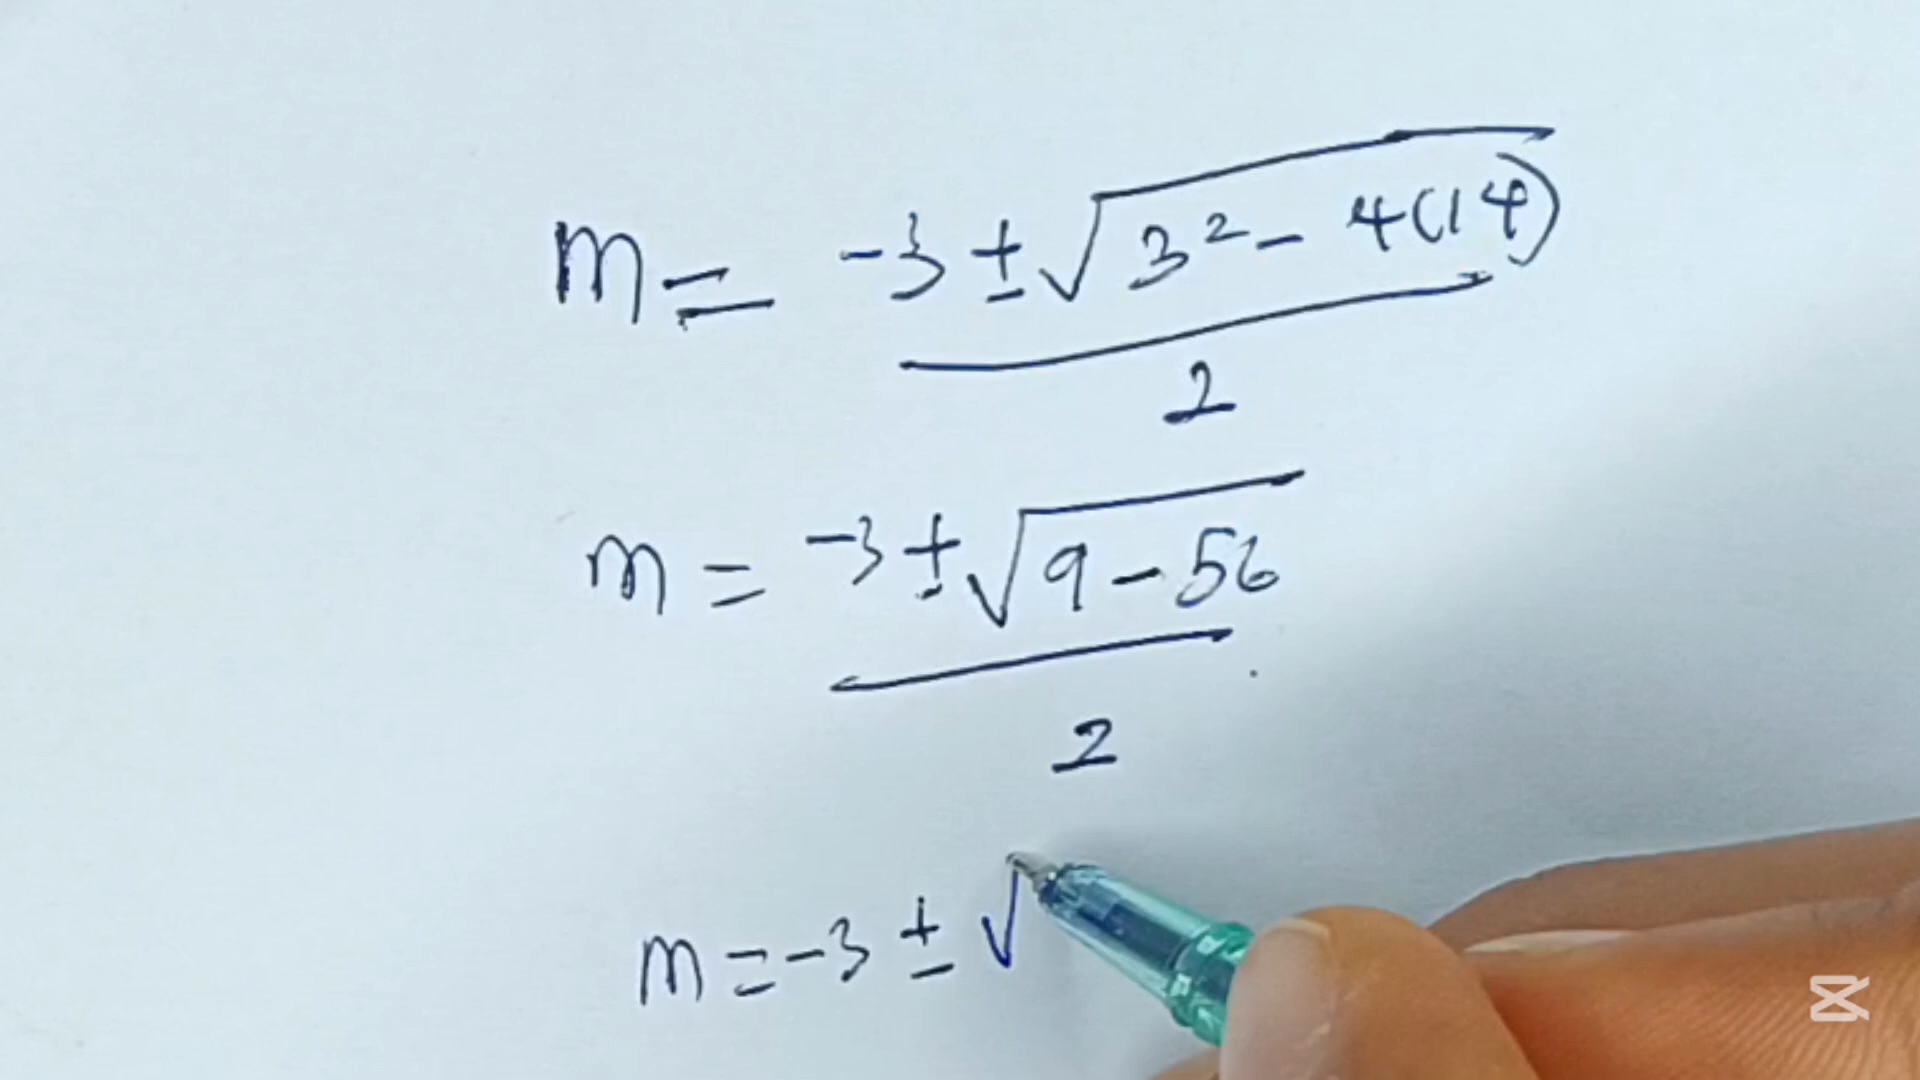 m = -3 ± √3² - 4(14)
2
m = -3 ± √9 - 56
2
m = -3 ± √